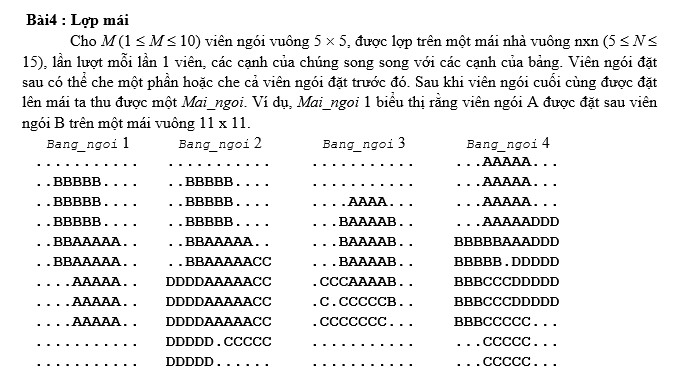 Bài4 : Lợp mái
Cho M (1 ≤ M ≤ 10) viên ngói vuông 5 × 5, được lợp trên một mái nhà vuông nxn (5 ≤ N ≤
15), lần lượt mỗi lần 1 viên, các cạnh của chúng song song với các cạnh của bảng. Viên ngói đặt
sau có thể che một phần hoặc che cả viên ngói đặt trước đó. Sau khi viên ngói cuối cùng được đặt
lên mái ta thu được một Mai_ngoi. Ví dụ, Mai_ngoi 1 biểu thị rằng viên ngói A được đặt sau viên
ngói B trên một mái vuông 11 x 11.
Bang_ngoi 1 Bang_ngoi 2 Bang_ngoi 3 Bang_ngoi 4
........... ........... ........... ...AAAAA...
..BBBBB.... ..BBBBB.... ........... ...AAAAA...
..BBBBB.... ..BBBBB.... ....AAAA... ...AAAAA...
..BBBBB.... ..BBBBB.... ...BAAAAB.. ...AAAAADDD
..BBAAAAA.. ..BBAAAAA.. ...BAAAAB.. BBBBBAAADDD
..BBAAAAA.. ..BBAAAAACC ...BAAAAB.. BBBBB.DDDDD
....AAAAA.. DDDDAAAAACC .CCCAAAAB.. BBBCCCDDDDD
....AAAAA.. DDDDAAAAACC .C.CCCCCB.. BBBCCCDDDDD
....AAAAA.. DDDDAAAAACC .CCCCCCC... BBBCCCCC...
........... DDDDD.CCCCC ........... ...CCCCC...
........... DDDDD...... ........... ...CCCCC...